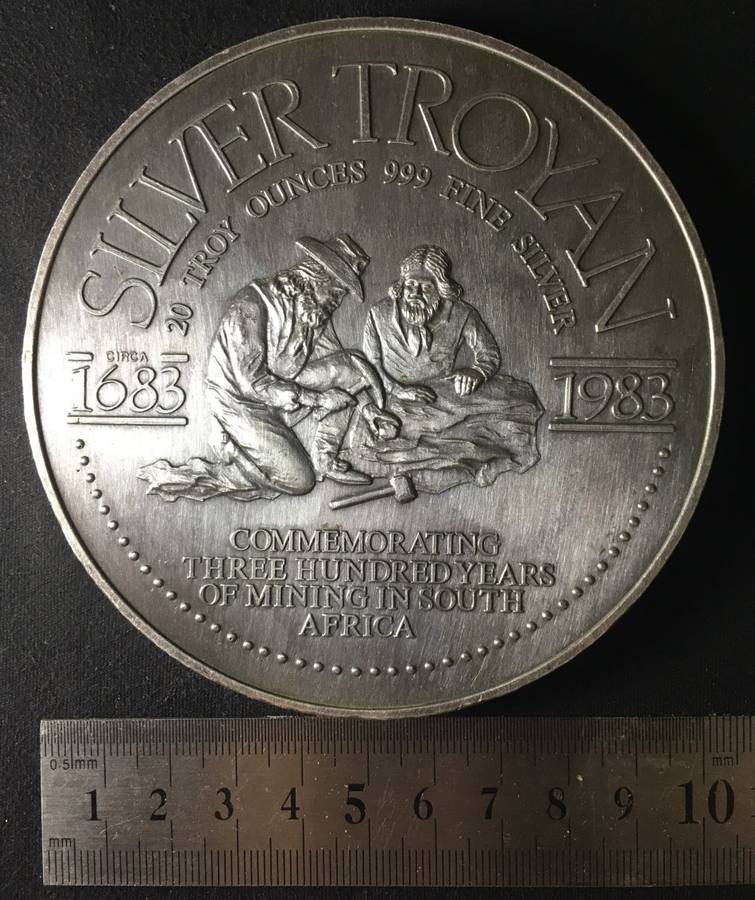 SILVER TROYAN
20 TROY OUNCES 999 FINE SILVER
CIRCA
1683
1983
COMMEMORATING
THREE HUNDRED YEARS
OF MINING IN SOUTH
AFRICA
0.5mm
mm
1 2 3 4 5 6 7 8 9 10
mm